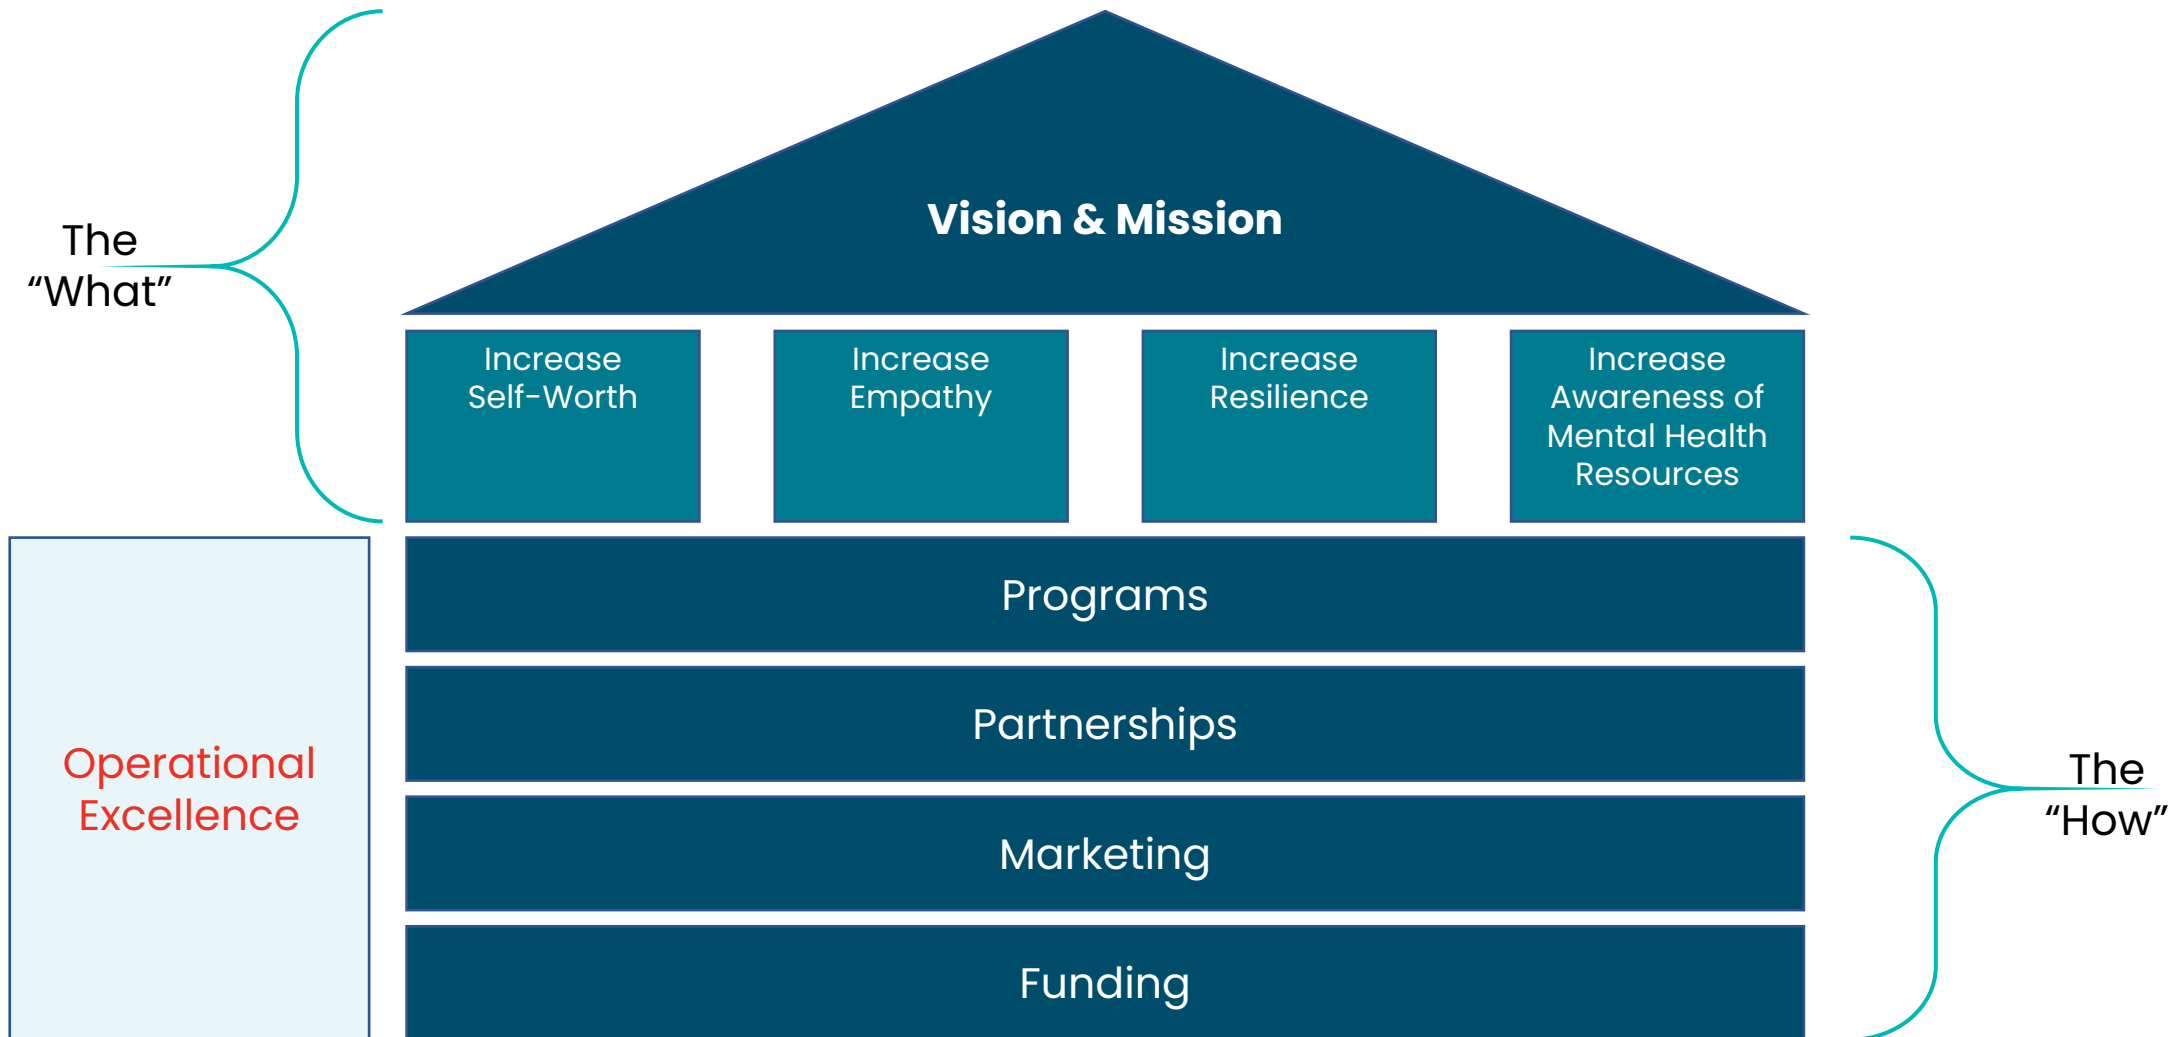 The
“What”
Vision & Mission
Increase
Self-Worth
Increase
Empathy
Increase
Resilience
Increase
Awareness of
Mental Health
Resources
Operational
Excellence
Programs
Partnerships
Marketing
Funding
The
“How”